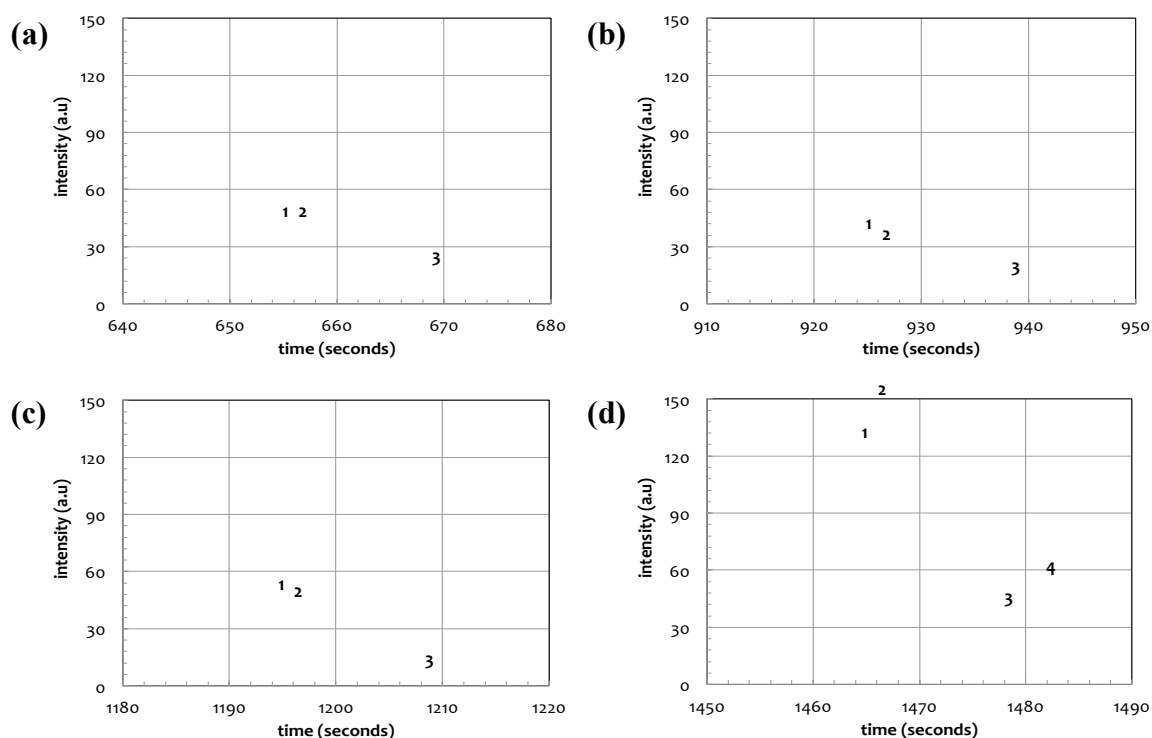 (a)
intensity (a.u)
150
120
90
60
30
0
1 2
3
640 650 660 670 680
time (seconds)
(b)
intensity (a.u)
150
120
90
60
30
0
1
2
3
910 920 930 940 950
time (seconds)
(c)
intensity (a.u)
150
120
90
60
30
0
1
2
3
1180 1190 1200 1210 1220
time (seconds)
(d)
intensity (a.u)
2
150
120
90
60
30
0
1
4
3
1450 1460 1470 1480 1490
time (seconds)